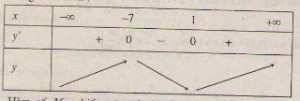 x −∞ −7 1 +∞
y' + 0 − 0 +
y